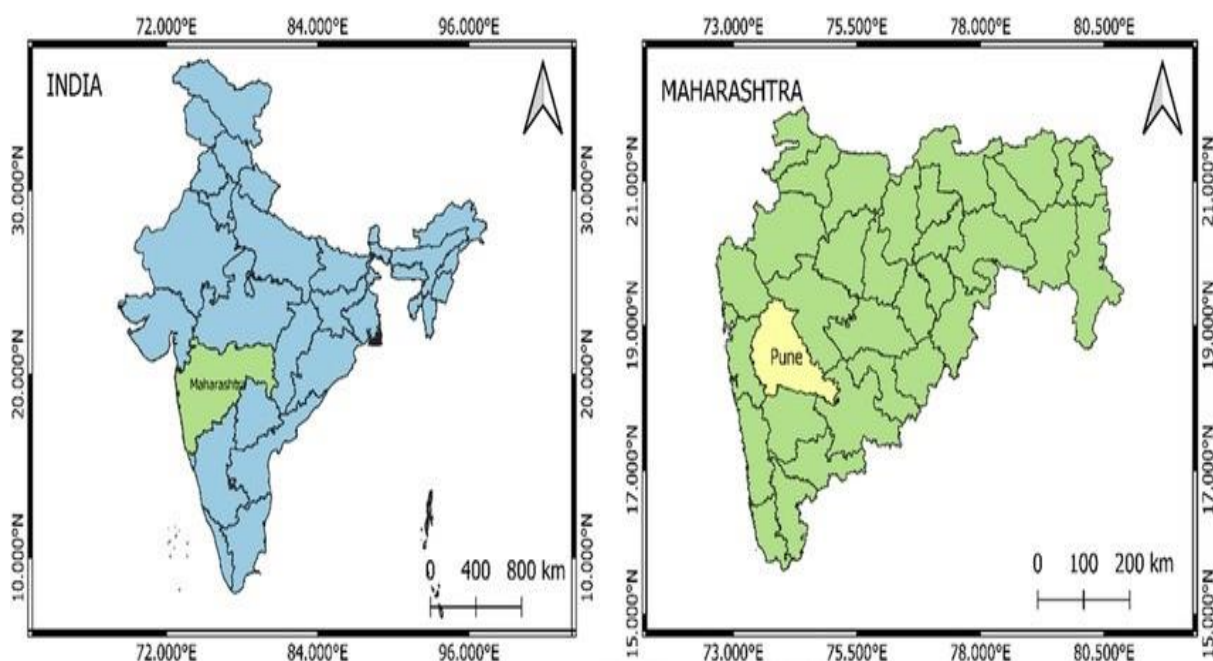 72.000°E 84.000°E 96.000°E
INDIA
30.000°N 20.000°N 10.000°N
30.000°N 20.000°N 10.000°N
Maharashtra
0 400 800 km
72.000°E 84.000°E 96.000°E
73.000°E 75.500°E 78.000°E 80.500°E
MAHARASHTRA
21.000°N 19.000°N 17.000°N 15.000°N
21.000°N 19.000°N 17.000°N 15.000°N
Pune
0 100 200 km
73.000°E 75.500°E 78.000°E 80.500°E